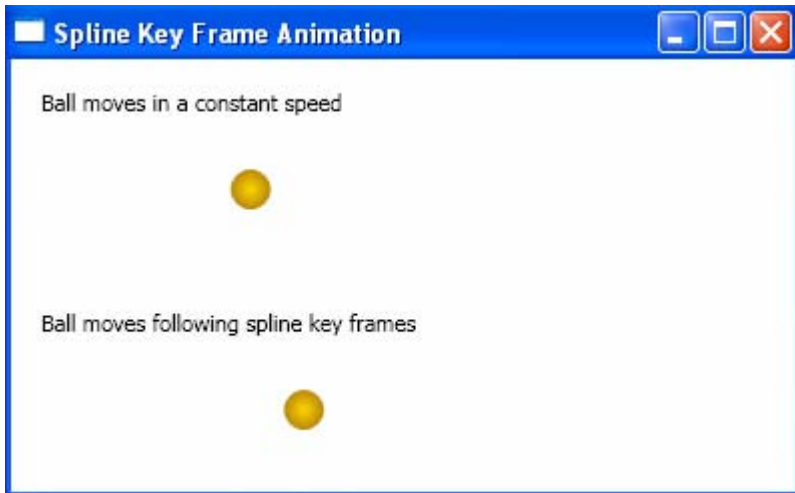 Spline Key Frame Animation
Ball moves in a constant speed
Ball moves following spline key frames